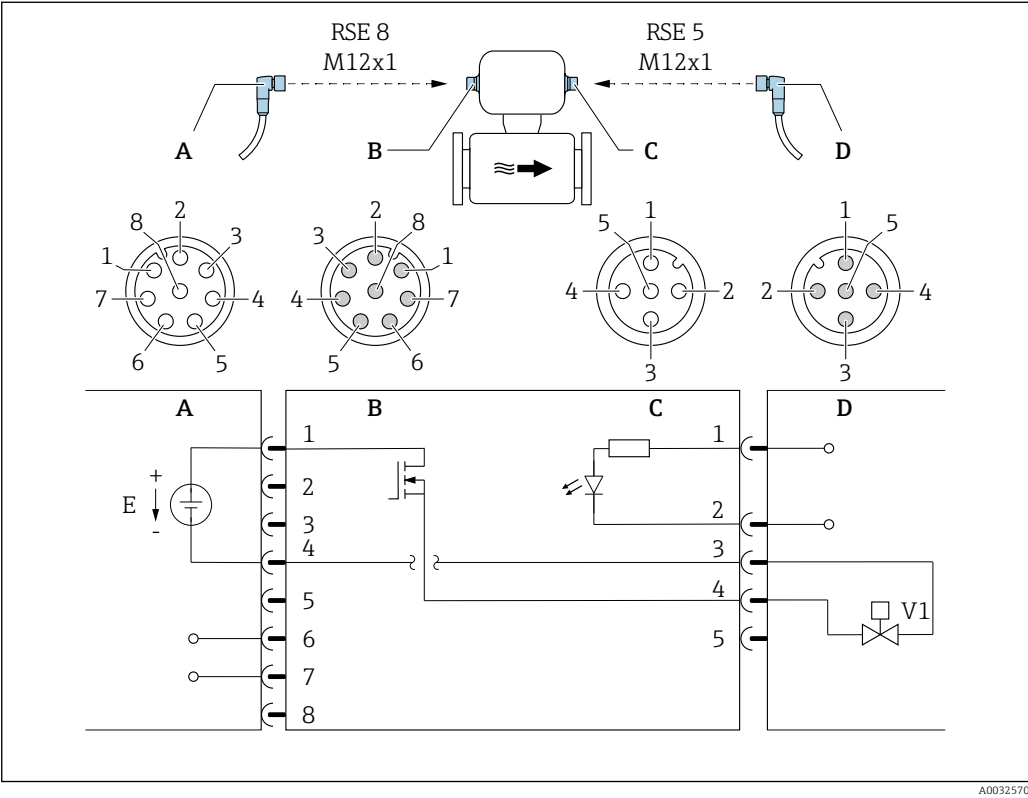 RSE 8 RSE 5
M12x1 M12x1
A B C D
2 2 1 1
8 3 3 8 5 5
1 1
7 4 4 7 4 2 2 4
6 5 5 6 3 3
A B C D
1 1
+
E 2
-
3 2
4 3
5 4 V1
6 5
7
8
A0032570